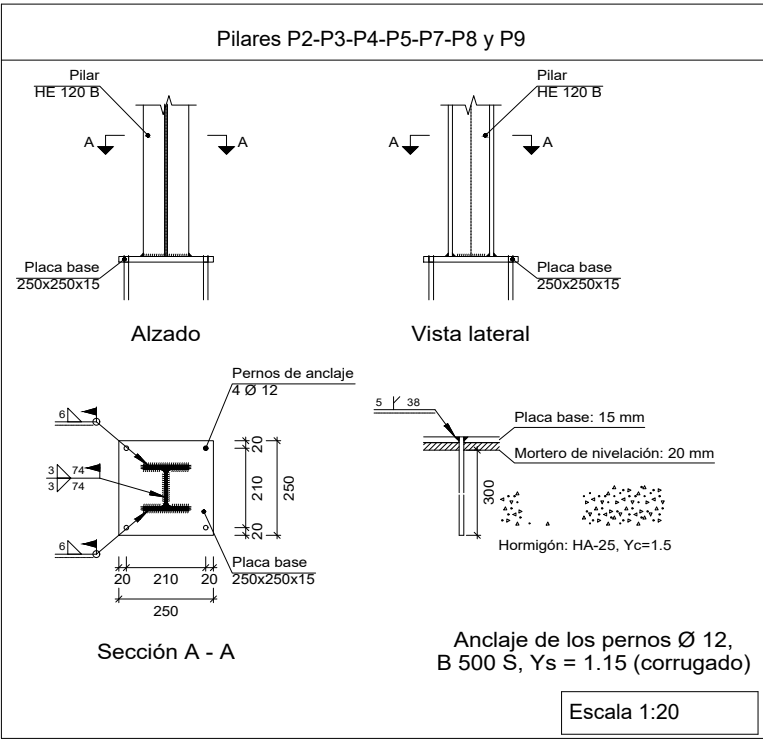 Pilares P2-P3-P4-P5-P7-P8 y P9
Pilar
HE 120 B
A
A
Placa base
250x250x15
Alzado
Pilar
HE 120 B
A
A
Placa base
250x250x15
Vista lateral
Pernos de anclaje
4 Ø 12
6
3
74
3
74
6
20
210
20
250
20
210
20
250
Placa base
250x250x15
Sección A - A
5
38
Placa base: 15 mm
Mortero de nivelación: 20 mm
300
Hormigón: HA-25, Yc=1.5
Anclaje de los pernos Ø 12,
B 500 S, Ys = 1.15 (corrugado)
Escala 1:20